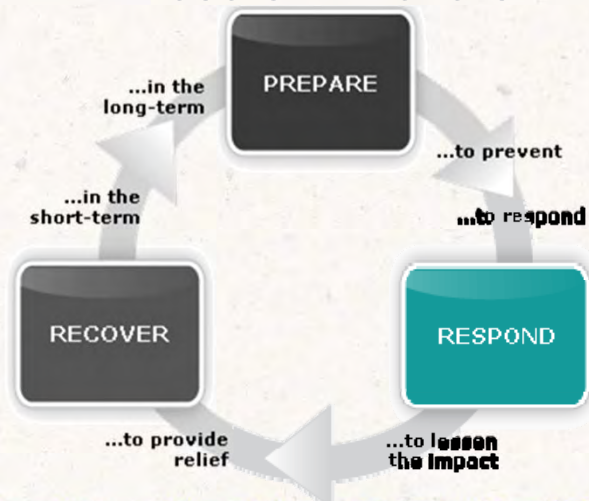 PREPARE
...to prevent
...to respond
RESPOND
...to lessen
the impact
...to provide
relief
RECOVER
...in the
short-term
...in the
long-term